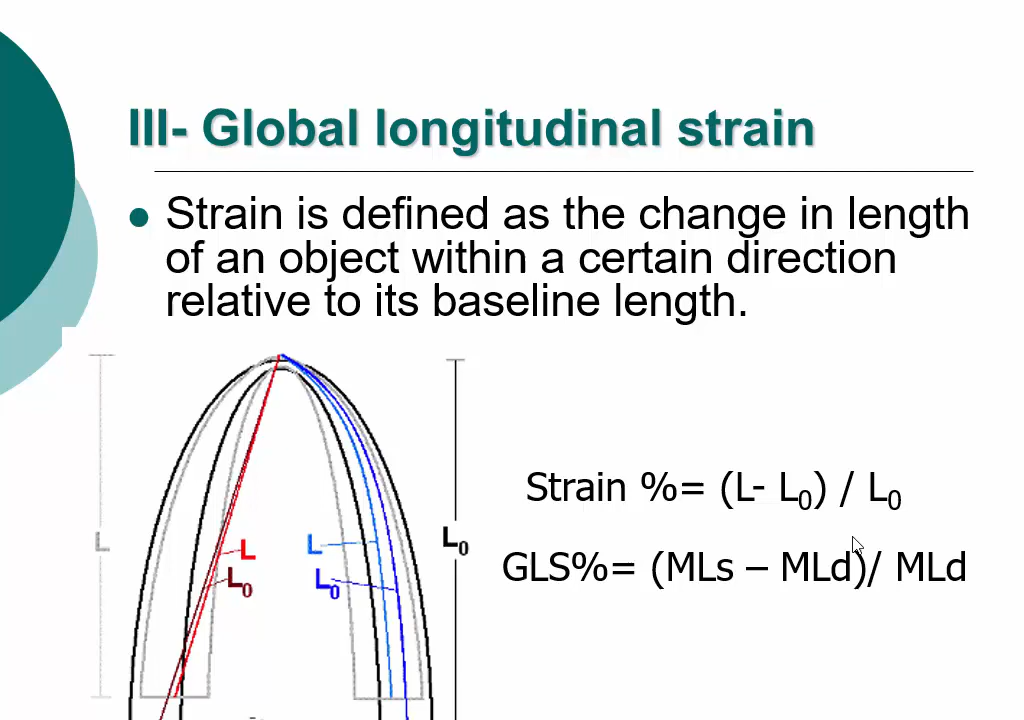 III- Global longitudinal strain
Strain is defined as the change in length
of an object within a certain direction
relative to its baseline length.
L
L
L₀
L
L₀
L₀
Strain %= (L- L₀) / L₀
GLS%= (MLs – MLd)/ MLd